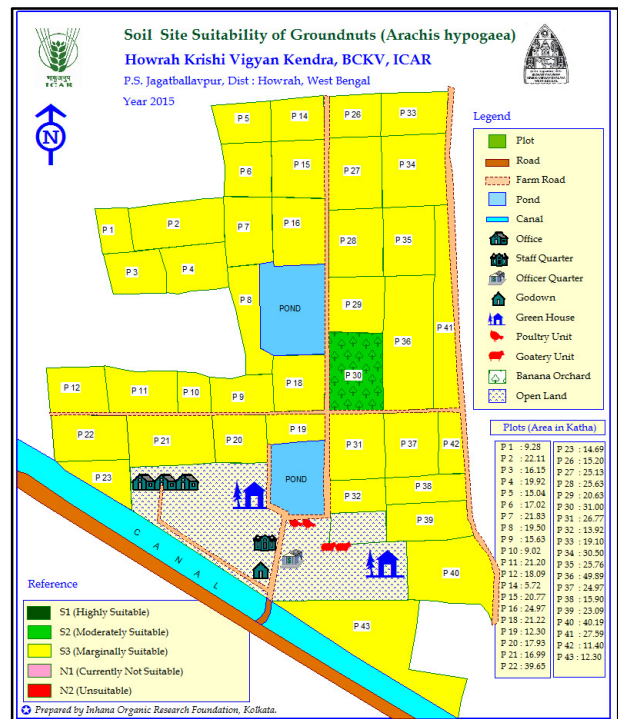 Soil Site Suitability of Groundnuts (Arachis hypogaea)
Howrah Krishi Vigyan Kendra, BCKV, ICAR
P.S. Jagatballavpur, Dist : Howrah, West Bengal
Year 2015
ICAR
N
P 5
P 14
P 26
P 33
P 6
P 15
P 27
P 34
P 1
P 2
P 7
P 16
P 28
P 35
P 3
P 4
P 8
POND
P 29
P 36
P 41
P 30
P 12
P 11
P 10
P 9
P 18
P 22
P 21
P 20
P 19
P 31
P 37
P 42
P 23
POND
P 32
P 38
P 39
P 40
P 43
CANAL
Legend
Plot
Road
Farm Road
Pond
Canal
Office
Staff Quarter
Officer Quarter
Godown
Green House
Poultry Unit
Goatery Unit
Banana Orchard
Open Land
Plots (Area in Katha)
P 1 : 9.28
P 2 : 22.11
P 3 : 16.15
P 4 : 19.92
P 5 : 15.04
P 6 : 17.02
P 7 : 21.83
P 8 : 19.50
P 9 : 15.63
P 10 : 9.02
P 11 : 21.20
P 12 : 18.09
P 14 : 5.72
P 15 : 20.77
P 16 : 24.97
P 18 : 21.22
P 19 : 12.30
P 20 : 17.93
P 21 : 16.99
P 22 : 39.65
P 23 : 14.69
P 26 : 15.20
P 27 : 25.13
P 28 : 25.63
P 29 : 20.63
P 30 : 31.00
P 31 : 26.77
P 32 : 13.92
P 33 : 19.10
P 34 : 30.50
P 35 : 25.76
P 36 : 49.89
P 37 : 24.97
P 38 : 15.90
P 39 : 23.09
P 40 : 40.19
P 41 : 27.59
P 42 : 11.40
P 43 : 12.30
Reference
S1 (Highly Suitable)
S2 (Moderately Suitable)
S3 (Marginally Suitable)
N1 (Currently Not Suitable)
N2 (Unsuitable)
Prepared by Inhana Organic Research Foundation, Kolkata.